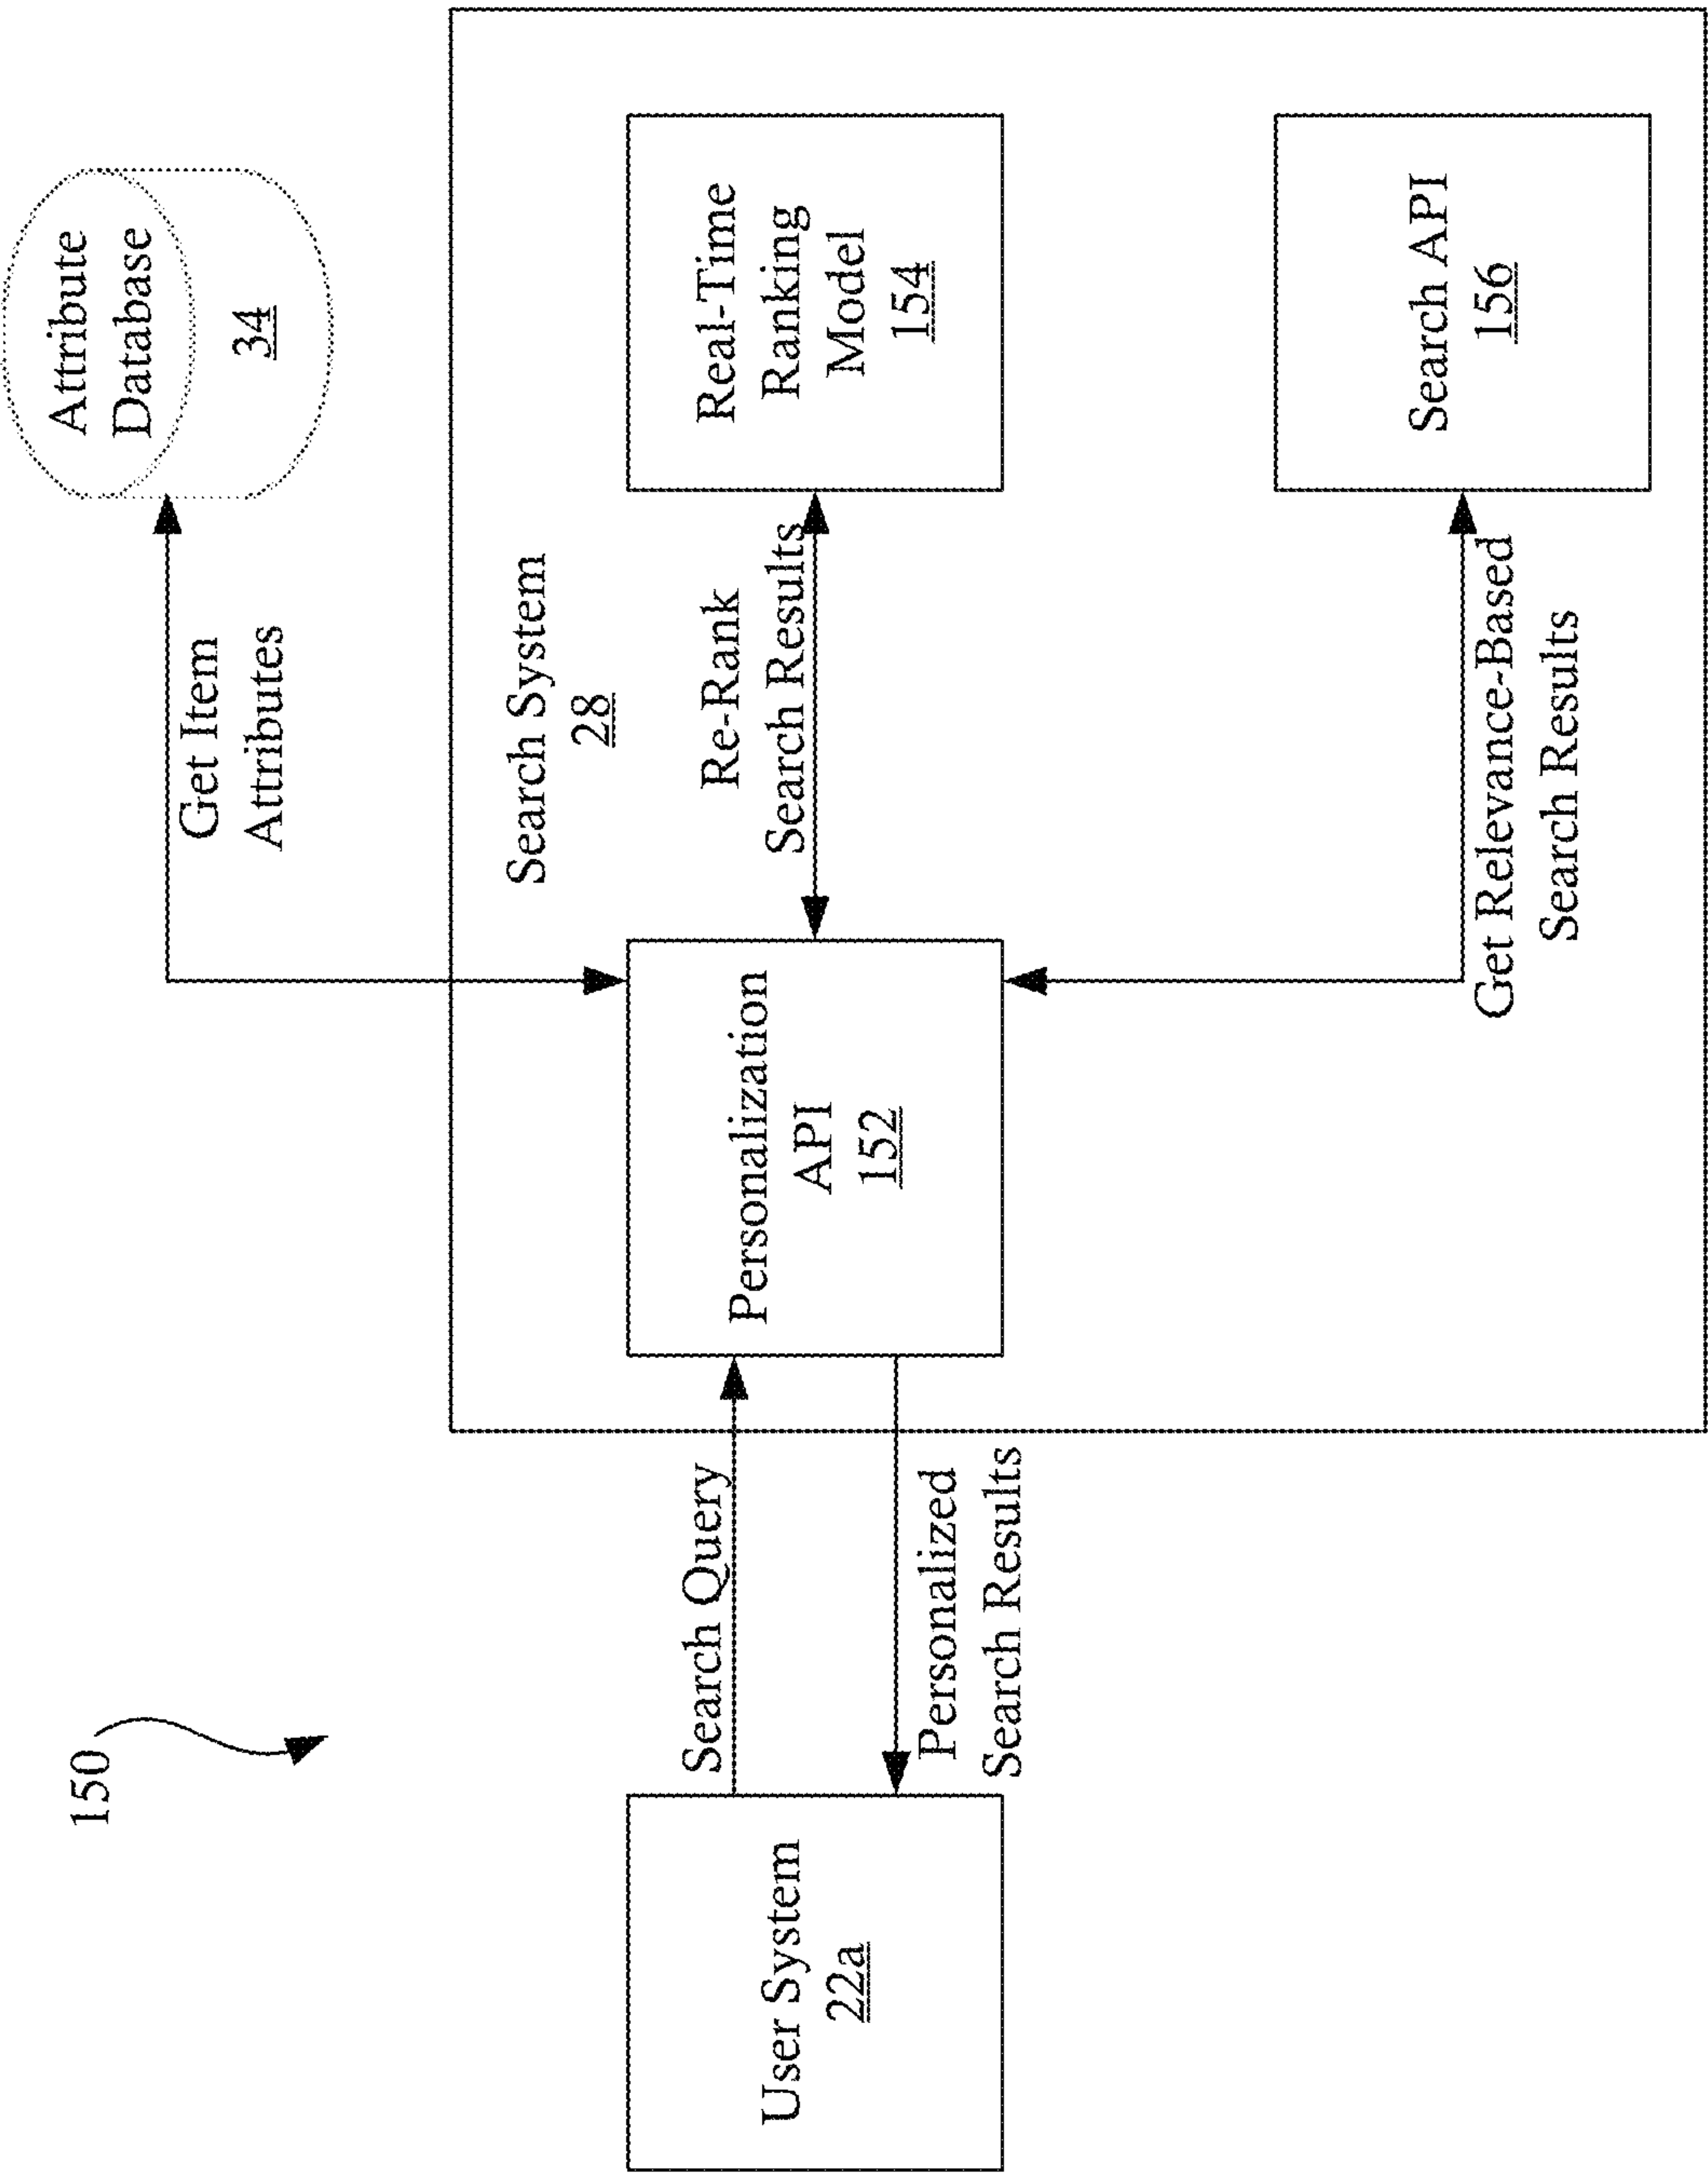 150
Attribute
Database
34
Get Item
Attributes
Search System
28
User System
22a
Search Query
Personalized
Search Results
Personalization
API
152
Re-Rank
Search Results
Real-Time
Ranking
Model
154
Get Relevance-Based
Search Results
Search API
156